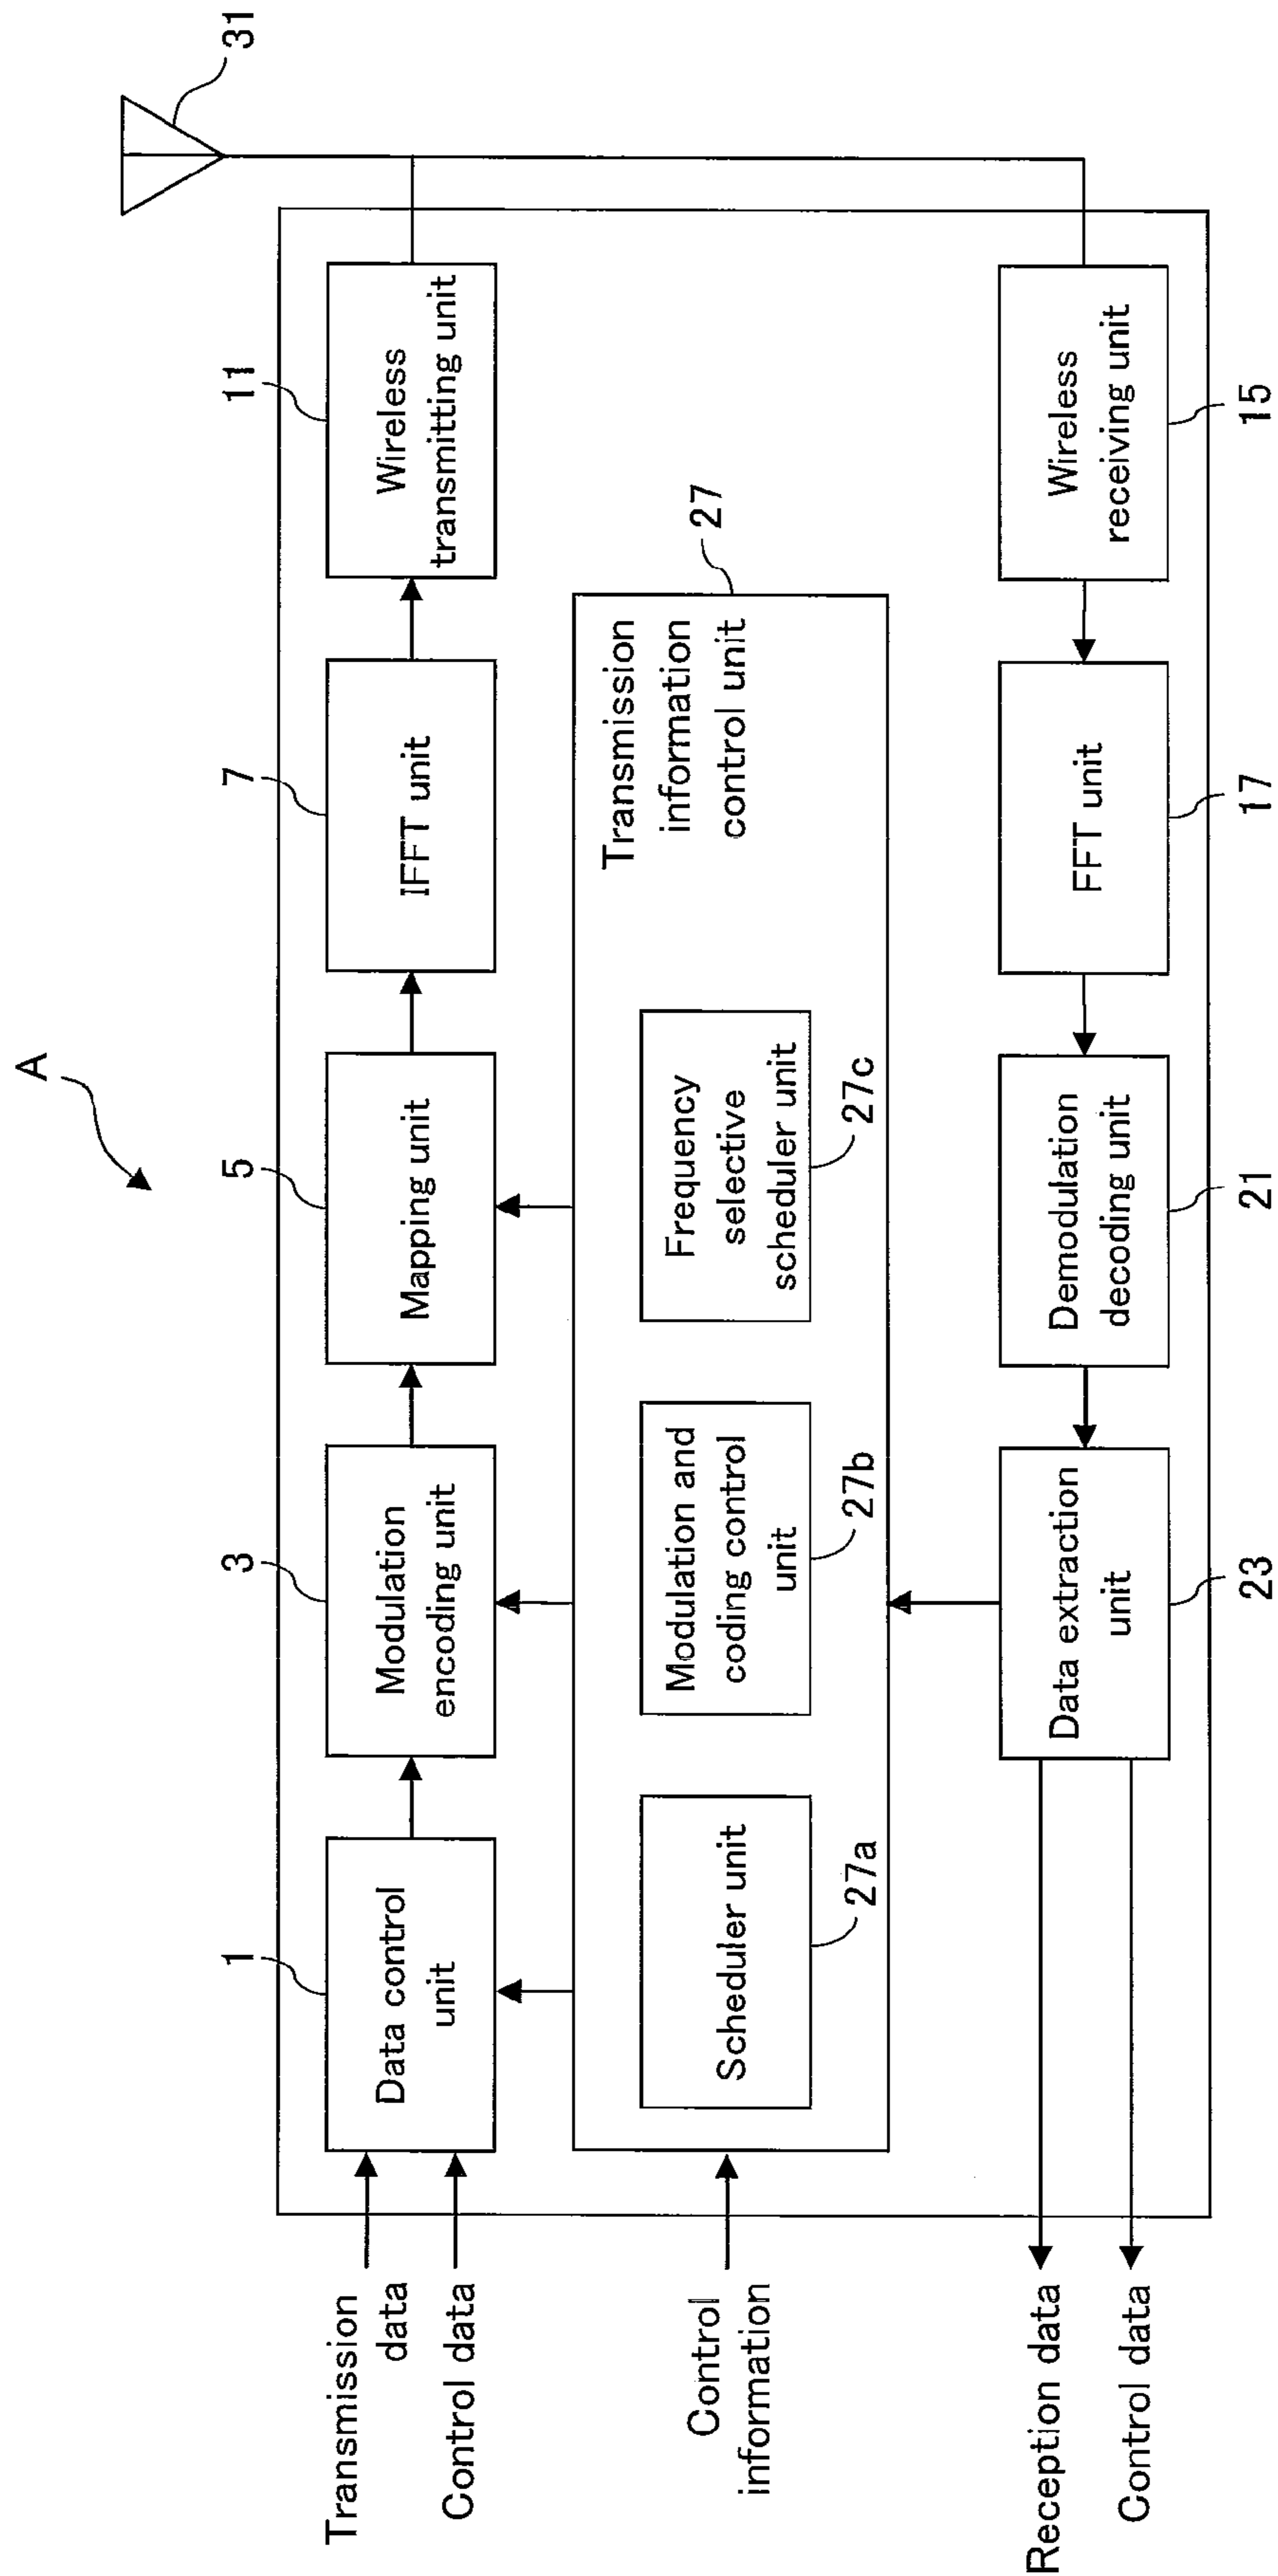 A
31
1
3
5
7
11
Transmission
data
Control data
Data control
unit
Modulation
encoding unit
Mapping unit
IFFT unit
Wireless
transmitting unit
27
Control
information
Transmission
information
control unit
Scheduler unit
27a
Modulation and
coding control
unit
27b
Frequency
selective
scheduler unit
27c
Reception data
Control data
Data extraction
unit
Demodulation
decoding unit
FFT unit
Wireless
receiving unit
23
21
17
15